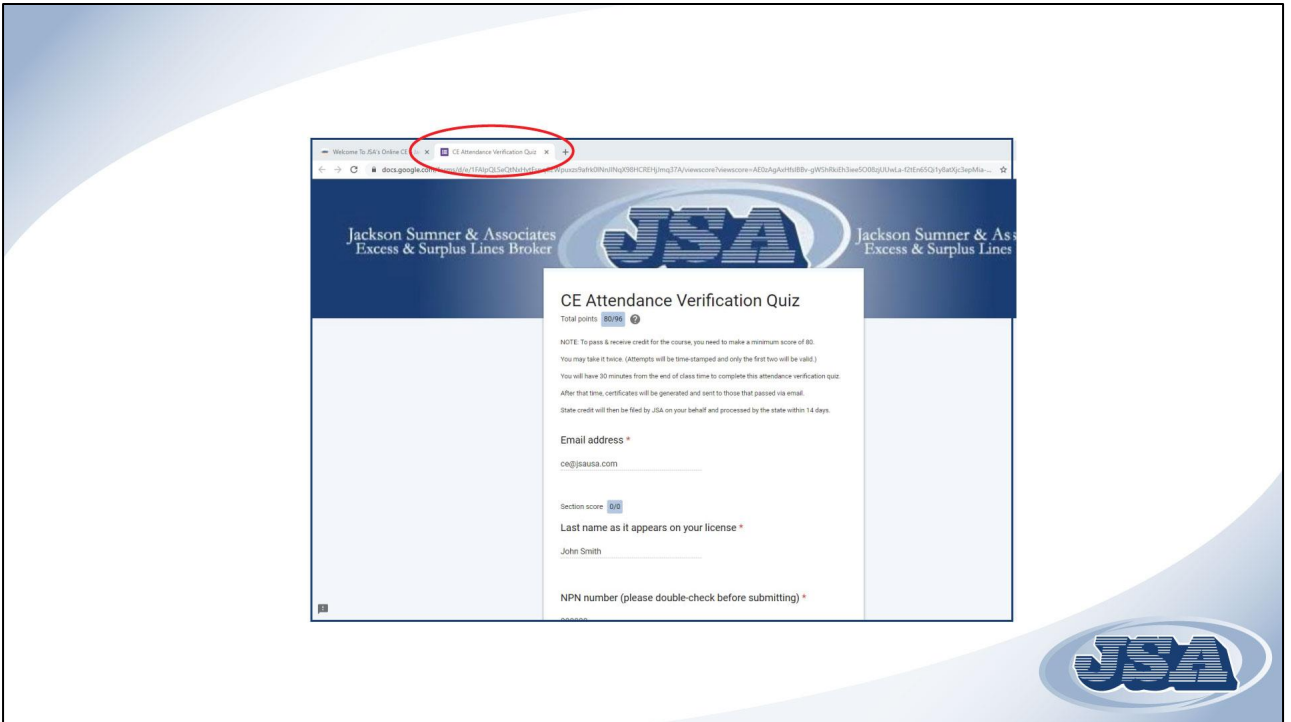 Welcome To JSA's Online CE
CE Attendance Verification Quiz
docs.google.com
Jackson Sumner & Associates
Excess & Surplus Lines Broker
JSA
Jackson Sumner & As
Excess & Surplus Lines
CE Attendance Verification Quiz
Total points 80/96
NOTE: To pass & receive credit for the course, you need to make a minimum score of 80.
You may take it twice. (Attempts will be time-stamped and only the first two will be valid.)
You will have 30 minutes from the end of class time to complete this attendance verification quiz.
After that time, certificates will be generated and sent to those that passed via email.
State credit will then be filed by JSA on your behalf and processed by the state within 14 days.
Email address *
ce@jsausa.com
Section score 0/0
Last name as it appears on your license *
John Smith
NPN number (please double-check before submitting) *
JSA